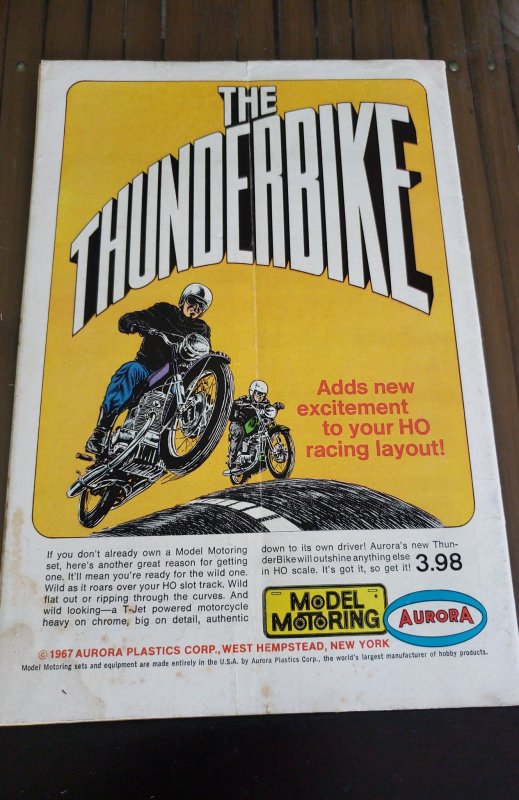 THE
THUNDERBIKE
Adds new
excitement
to your HO
racing layout!
If you don't already own a Model Motoring
set, here's another great reason for getting
one. It'll mean you're ready for the wild one.
Wild as it roars over your HO slot track. Wild
flat out or ripping through the curves. And
wild looking—a T-Jet powered motorcycle
heavy on chrome, big on detail, authentic
down to its own driver! Aurora's new Thun-
derBike will outshine anything else
in HO scale. It's got it, so get it! 3.98
MODEL
MOTORING
AURORA
© 1967 AURORA PLASTICS CORP., WEST HEMPSTEAD, NEW YORK
Model Motoring sets and equipment are made entirely in the U.S.A. by Aurora Plastics Corp., the world's largest manufacturer of hobby products.